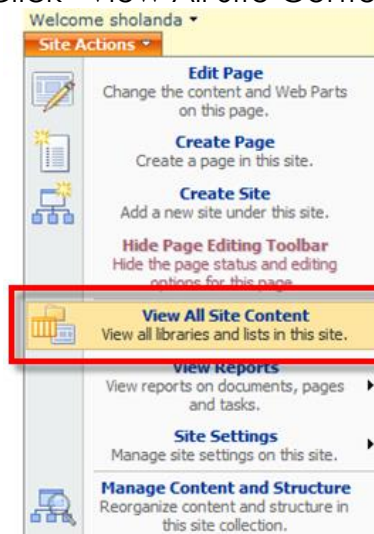 Welcome sholanda
Site Actions
Edit Page
Change the content and Web Parts
on this page.
Create Page
Create a page in this site.
Create Site
Add a new site under this site.
Hide Page Editing Toolbar
Hide the page status and editing
options for this page.
View All Site Content
View all libraries and lists in this site.
View Reports
View reports on documents, pages
and tasks.
Site Settings
Manage site settings on this site.
Manage Content and Structure
Reorganize content and structure in
this site collection.